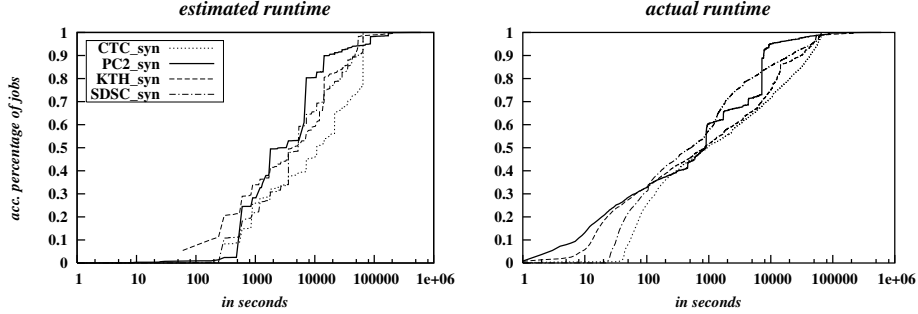 estimated runtime
1
0.9
0.8
0.7
0.6
0.5
0.4
0.3
0.2
0.1
0
acc. percentage of jobs
CTC_syn
PC2_syn
KTH_syn
SDSC_syn
1 10 100 1000 10000 100000 1e+06
in seconds
actual runtime
1
0.9
0.8
0.7
0.6
0.5
0.4
0.3
0.2
0.1
0
1 10 100 1000 10000 100000 1e+06
in seconds